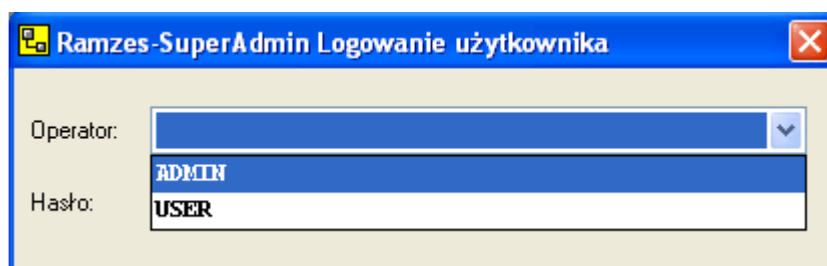 Ramzes-SuperAdmin Logowanie użytkownika
Operator:
ADMIN
Hasło:
USER